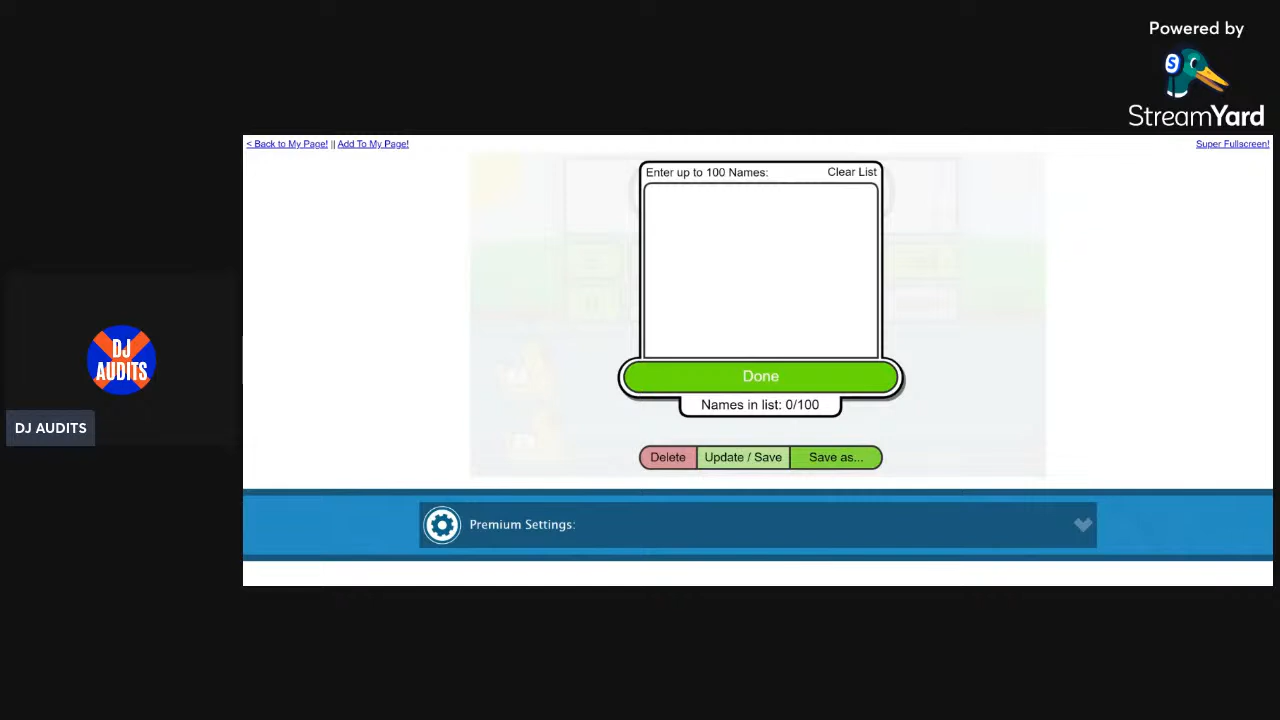 Powered by
StreamYard
< Back to My Page! || Add To My Page!
Super Fullscreen!
Enter up to 100 Names:
Clear List
Done
Names in list: 0/100
Delete
Update / Save
Save as...
Premium Settings:
DJ
AUDITS
DJ AUDITS